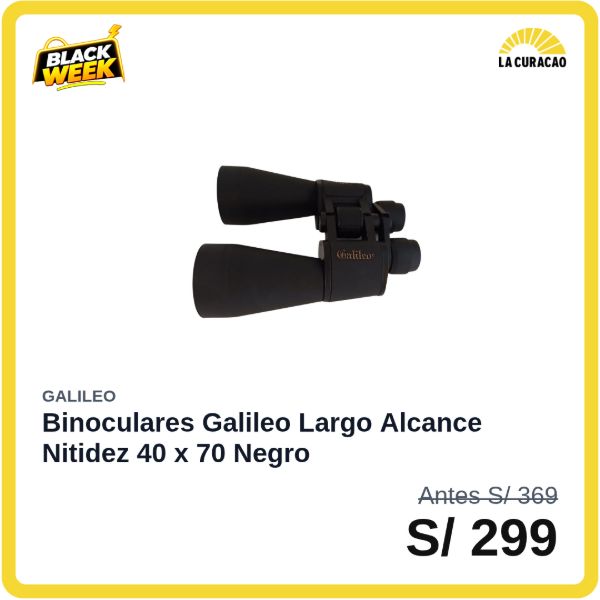 BLACK
WEEK
LA CURACAO
Galileo
GALILEO
Binoculares Galileo Largo Alcance
Nitidez 40 x 70 Negro
Antes S/ 369
S/ 299